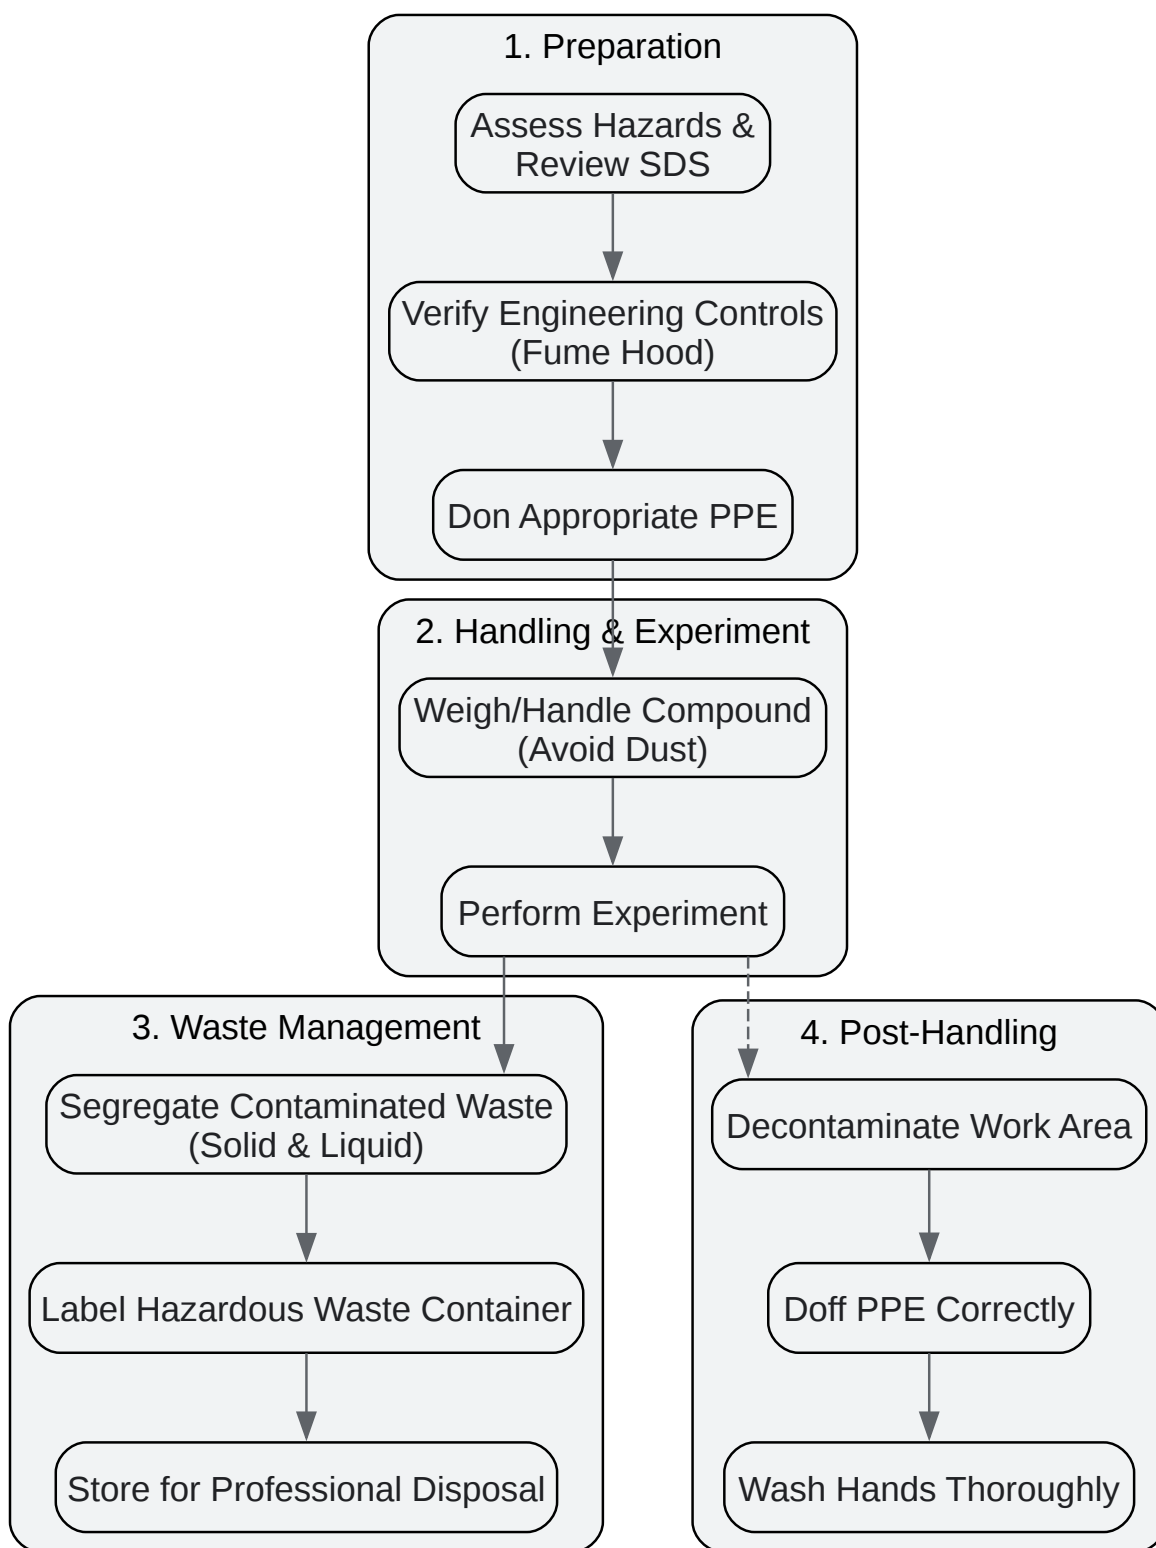 1. Preparation
Assess Hazards &
Review SDS
Verify Engineering Controls
(Fume Hood)
Don Appropriate PPE
2. Handling & Experiment
Weigh/Handle Compound
(Avoid Dust)
Perform Experiment
3. Waste Management
Segregate Contaminated Waste
(Solid & Liquid)
Label Hazardous Waste Container
Store for Professional Disposal
4. Post-Handling
Decontaminate Work Area
Doff PPE Correctly
Wash Hands Thoroughly